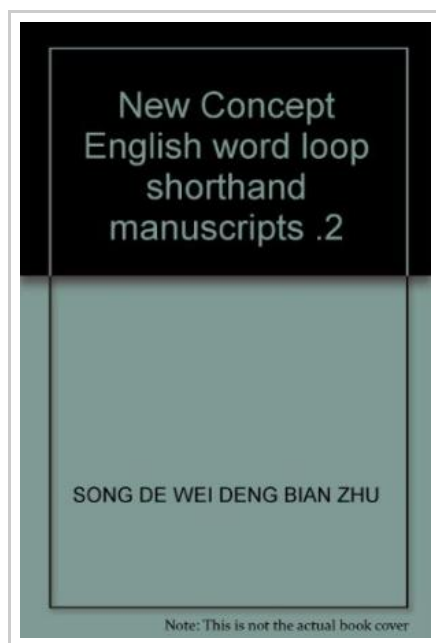 New Concept
English word loop
shorthand
manuscripts .2
SONG DE WEI DENG BIAN ZHU
Note: This is not the actual book cover